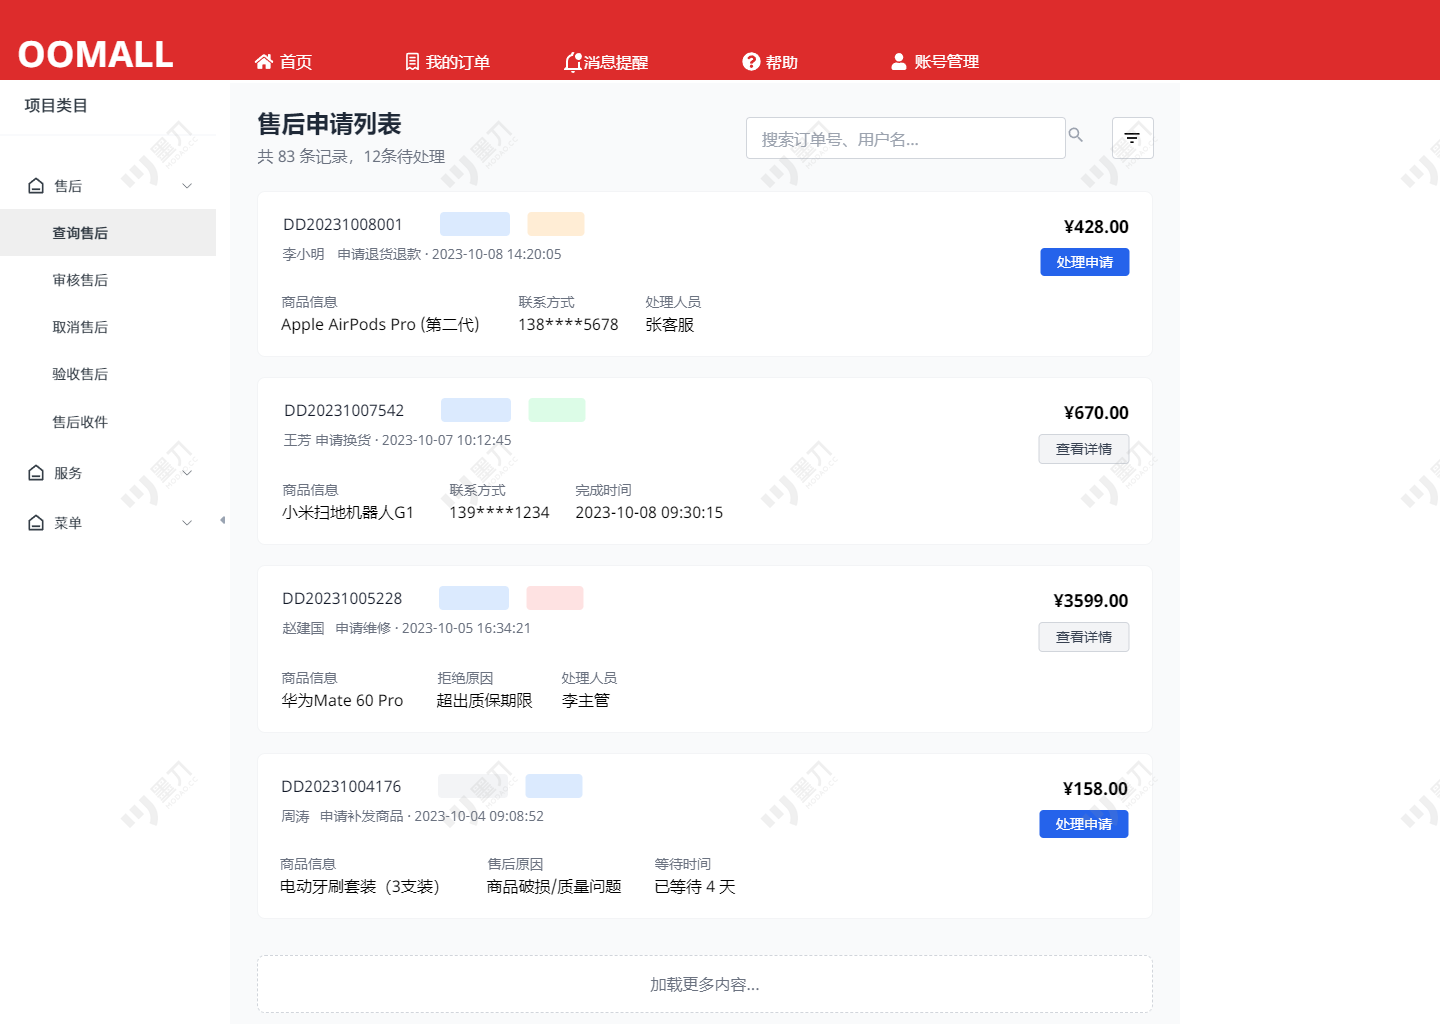 OOMALL
首页
我的订单
消息提醒
帮助
账号管理
项目类目
售后
查询售后
审核售后
取消售后
验收售后
售后收件
服务
菜单
售后申请列表
共 83 条记录，12条待处理
搜索订单号、用户名...
DD20231008001
¥428.00
李小明 申请退货退款 · 2023-10-08 14:20:05
处理申请
商品信息 联系方式 处理人员
Apple AirPods Pro (第二代) 138****5678 张客服
DD20231007542
¥670.00
王芳 申请换货 · 2023-10-07 10:12:45
查看详情
商品信息 联系方式 完成时间
小米扫地机器人G1 139****1234 2023-10-08 09:30:15
DD20231005228
¥3599.00
赵建国 申请维修 · 2023-10-05 16:34:21
查看详情
商品信息 拒绝原因 处理人员
华为Mate 60 Pro 超出质保期限 李主管
DD20231004176
¥158.00
周涛 申请补发商品 · 2023-10-04 09:08:52
处理申请
商品信息 售后原因 等待时间
电动牙刷套装（3支装） 商品破损/质量问题 已等待 4 天
加载更多内容...
墨刀